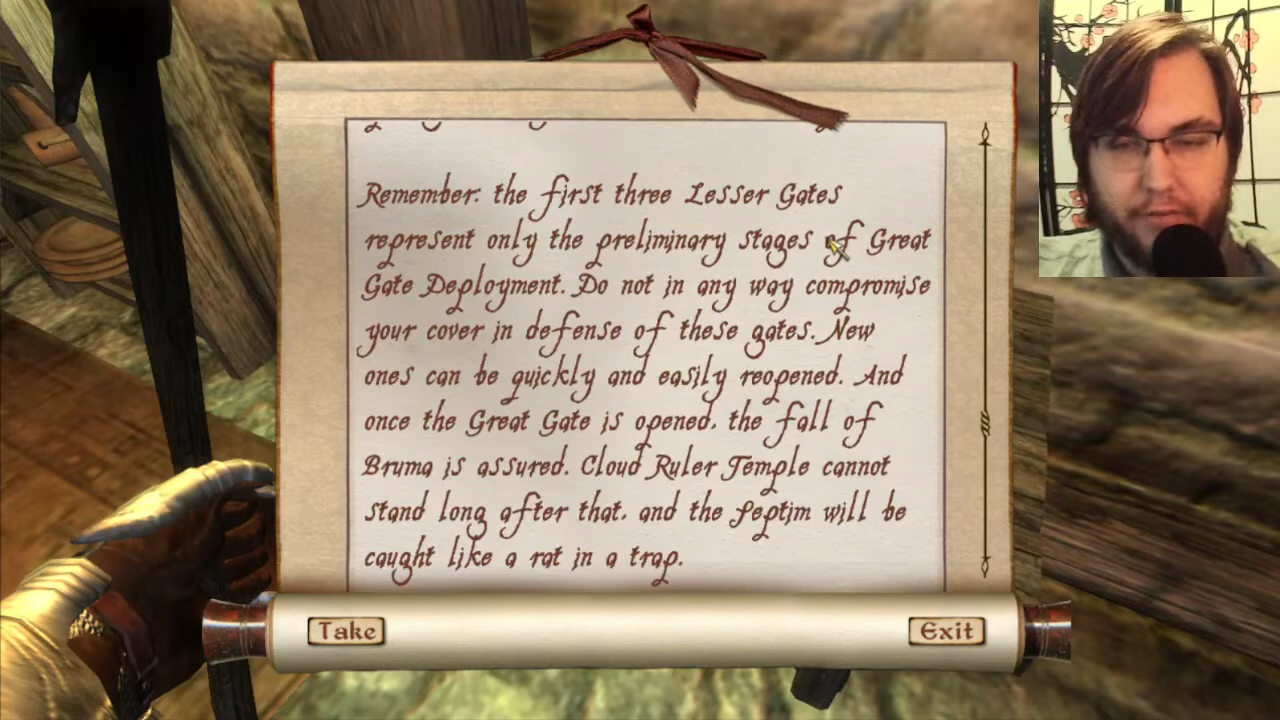 Remember: the first three Lesser Gates
represent only the preliminary stages of Great
Gate Deployment. Do not in any way compromise
your cover in defense of these gates. New
ones can be quickly and easily reopened. And
once the Great Gate is opened, the fall of
Bruma is assured. Cloud Ruler Temple cannot
stand long after that, and the Septim will be
caught like a rat in a trap.
Take
Exit